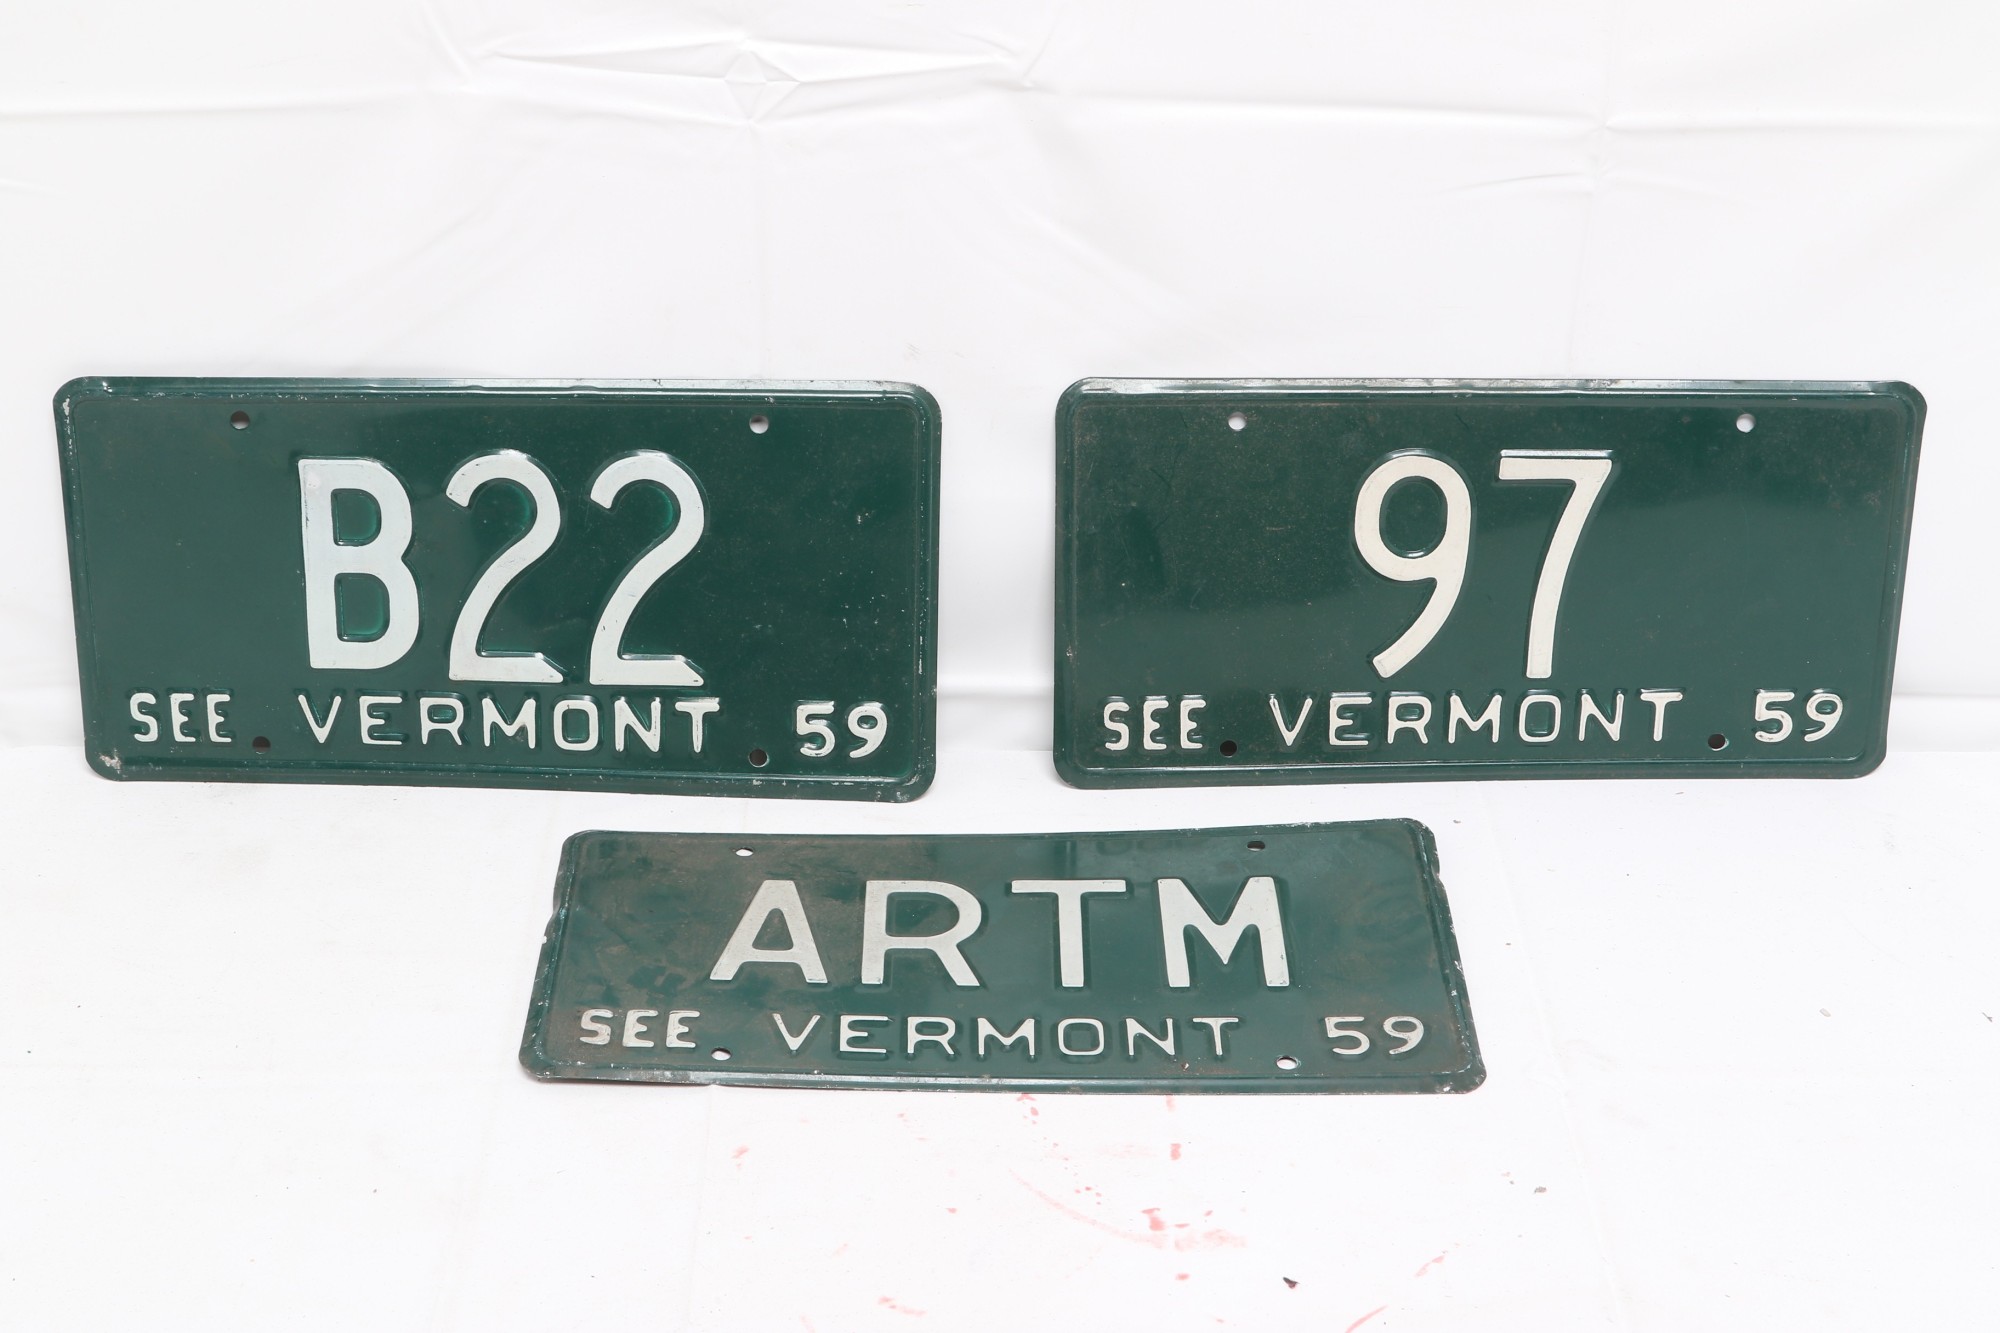 B22
SEE VERMONT 59
97
SEE VERMONT 59
ARTM
SEE VERMONT 59